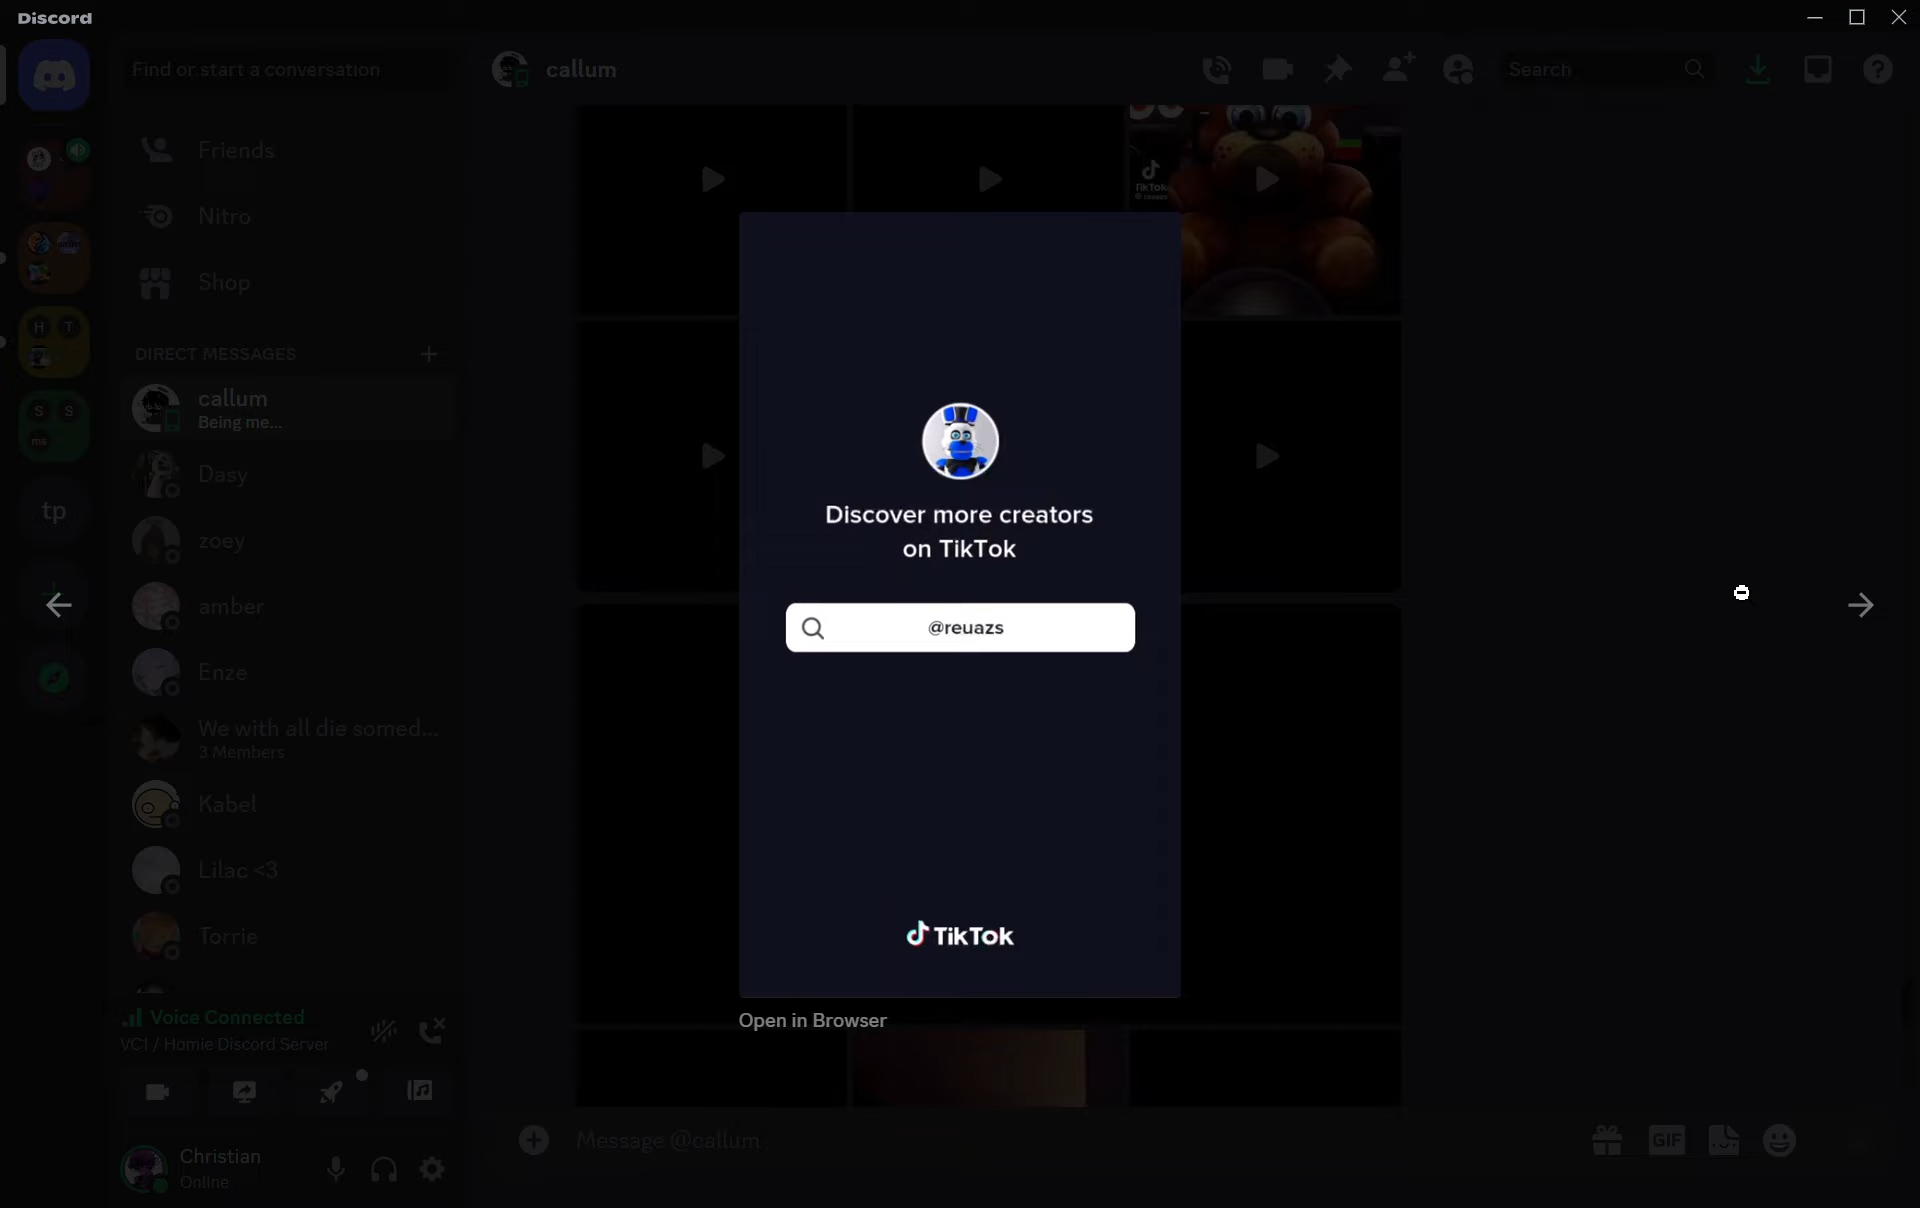 Discord
Find or start a conversation
callum
Search
Friends
Nitro
Shop
DIRECT MESSAGES
callum
Being me...
Dasy
zoey
amber
Enze
We with all die somed...
3 Members
Kabel
Lilac <3
Torrie
H T
S S
ms
tp
TikTok
Discover more creators
on TikTok
@reuazs
TikTok
Open in Browser
Voice Connected
VC1 / Homie Discord Server
Christian
Online
Message @callum
GIF